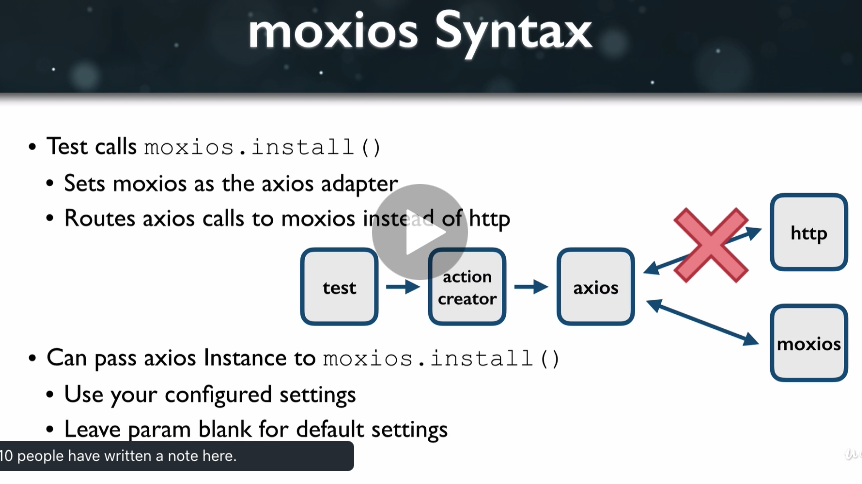 moxios Syntax
• Test calls moxios.install()
• Sets moxios as the axios adapter
• Routes axios calls to moxios instead of http
http
test
action
creator
axios
moxios
• Can pass axios Instance to moxios.install()
• Use your configured settings
• Leave param blank for default settings
10 people have written a note here.